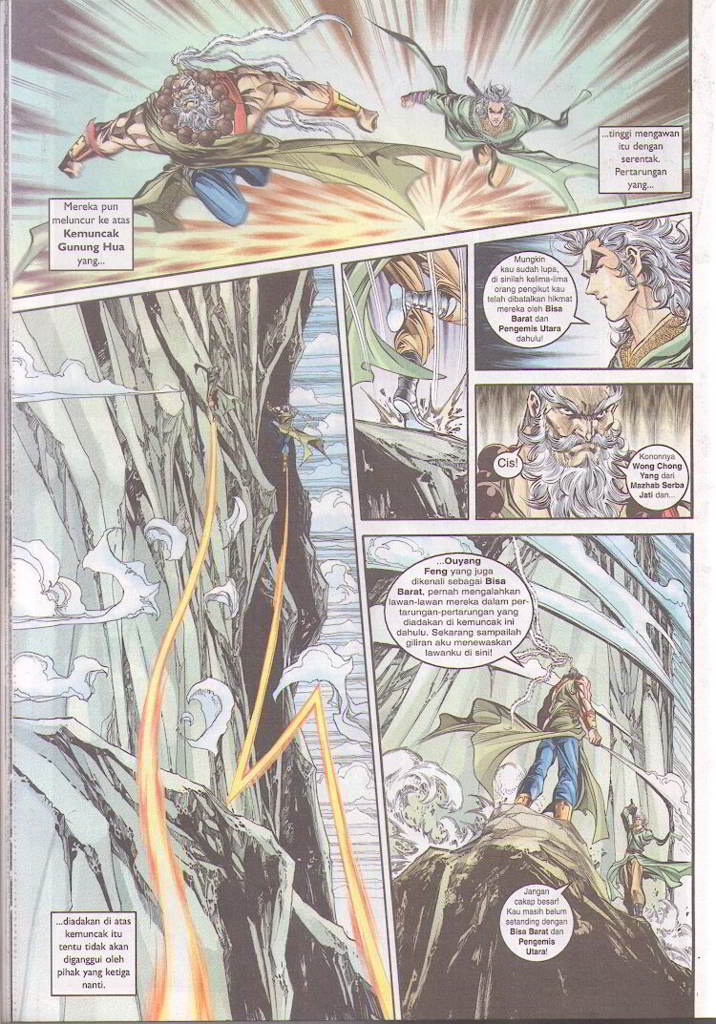 ...tinggi mengawan
itu dengan
serentak.
Pertarungan
yang...
Mereka pun
meluncur ke atas
Kemuncak
Gunung Hua
yang...
Mungkin
kau sudah lupa,
di sinilah kelima-lima
orang pengikut kau
telah dibatalkan hikmat
mereka oleh Bisa
Barat dan
Pengemis Utara
dahulu!
Cis!
Kononnya
Wong Chong
Yang dari
Mazhab Serba
Jati dan...
...Ouyang
Feng yang juga
dikenali sebagai Bisa
Barat, pernah mengalahkan
lawan-lawan mereka dalam per-
tarungan-pertarungan yang
diadakan di kemuncak ini
dahulu. Sekarang sampailah
giliran aku menewaskan
lawanku di sini!
...diadakan di atas
kemuncak itu
tentu tidak akan
diganggui oleh
pihak yang ketiga
nanti.
Jangan
cakap besar!
Kau masih belum
setanding dengan
Bisa Barat dan
Pengemis
Utara!